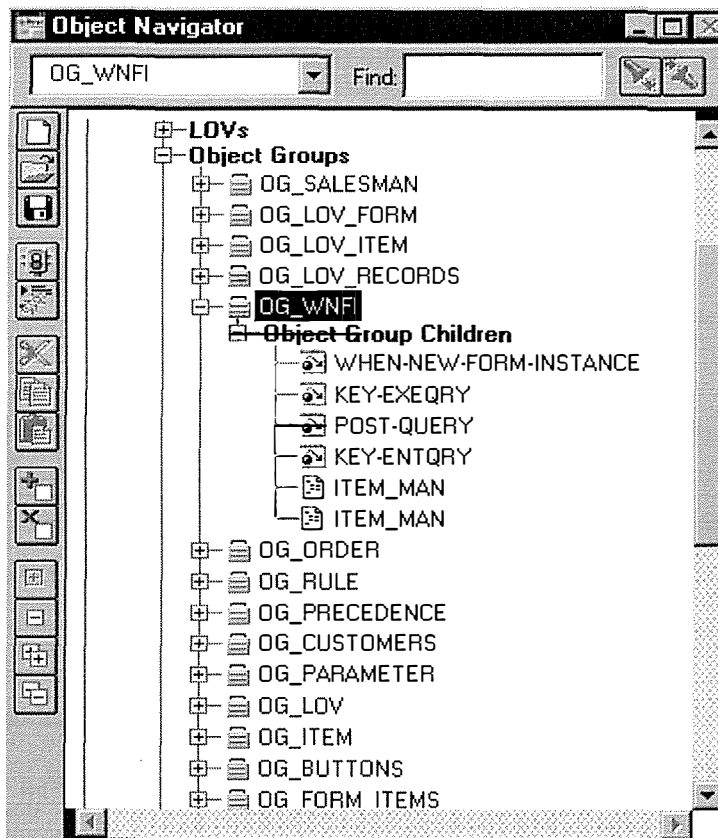 Object Navigator
OG_WNFI
Find:
LOVs
Object Groups
OG_SALESMAN
OG_LOV_FORM
OG_LOV_ITEM
OG_LOV_RECORDS
OG_WNFI
Object Group Children
WHEN-NEW-FORM-INSTANCE
KEY-EXEQRY
POST-QUERY
KEY-ENTQRY
ITEM_MAN
ITEM_MAN
OG_ORDER
OG_RULE
OG_PRECEDENCE
OG_CUSTOMERS
OG_PARAMETER
OG_LOV
OG_ITEM
OG_BUTTONS
OG_FORM_ITEMS